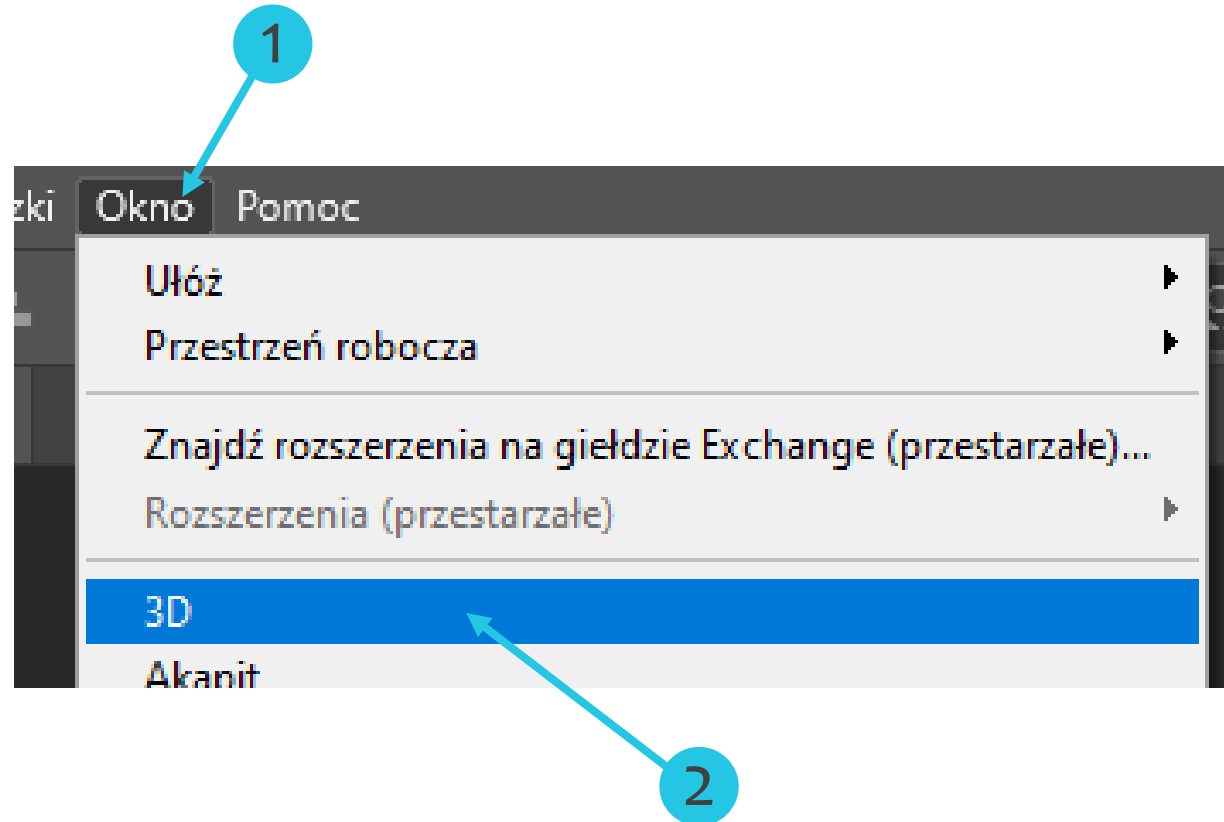 1
zki Okno Pomoc
Ułóż
Przestrzeń robocza
Znajdź rozszerzenia na giełdzie Exchange (przestarzałe)...
Rozszerzenia (przestarzałe)
3D
Akapit
2